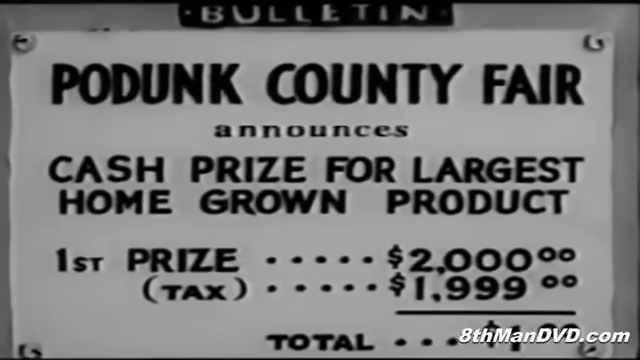 ·BULLETIN·
PODUNK COUNTY FAIR
announces
CASH PRIZE FOR LARGEST
HOME GROWN PRODUCT
1ST PRIZE ······ $2,000 00
(TAX) ······ $1,999 00
TOTAL ···
8thManDVD.com